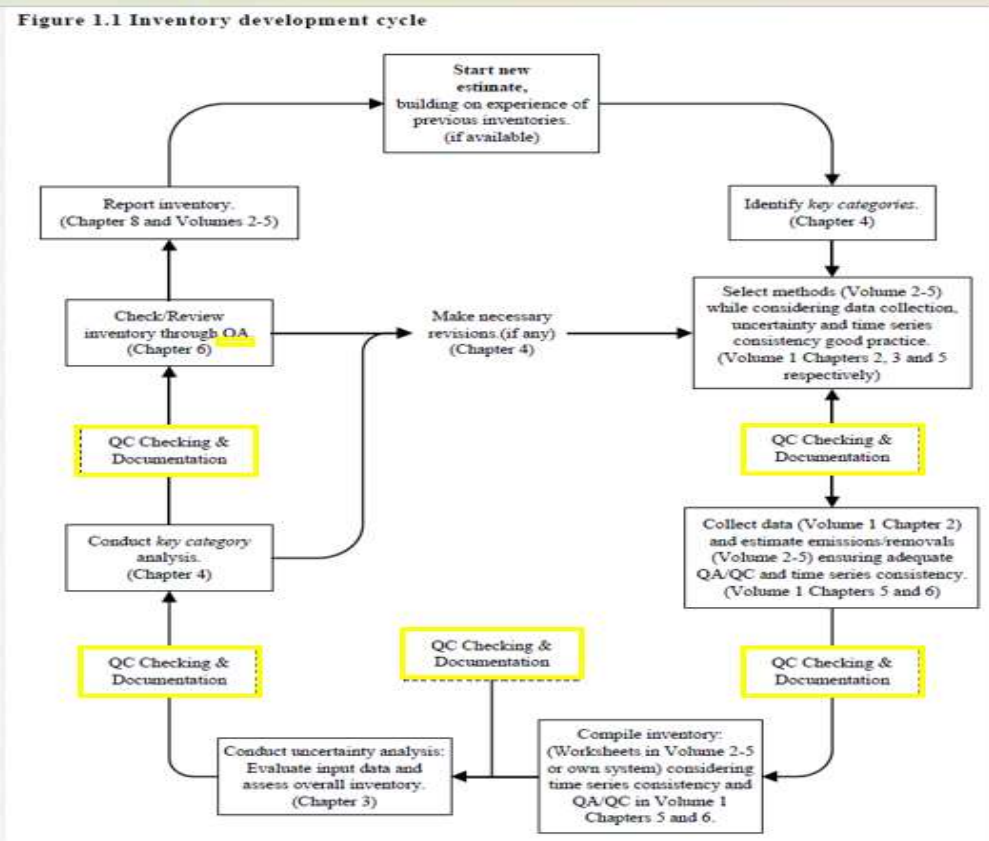 Figure 1.1 Inventory development cycle
Start new
estimate,
building on experience of
previous inventories.
(if available)
Report inventory.
(Chapter 8 and Volumes 2-5)
Identify key categories.
(Chapter 4)
Check/Review
inventory through QA
(Chapter 6)
Make necessary
revisions.(if any)
(Chapter 4)
Select methods (Volume 2-5)
while considering data collection,
uncertainty and time series
consistency good practice.
(Volume 1 Chapters 2, 3 and 5
respectively)
QC Checking &
Documentation
QC Checking &
Documentation
Conduct key category
analysis.
(Chapter 4)
Collect data (Volume 1 Chapter 2)
and estimate emissions/removals
(Volume 2-5) ensuring adequate
QA/QC and time series consistency.
(Volume 1 Chapters 5 and 6)
QC Checking &
Documentation
QC Checking &
Documentation
QC Checking &
Documentation
Conduct uncertainty analysis:
Evaluate input data and
assess overall inventory.
(Chapter 3)
Compile inventory:
(Worksheets in Volume 2-5
or own system) considering
time series consistency and
QA/QC in Volume 1
Chapters 5 and 6.